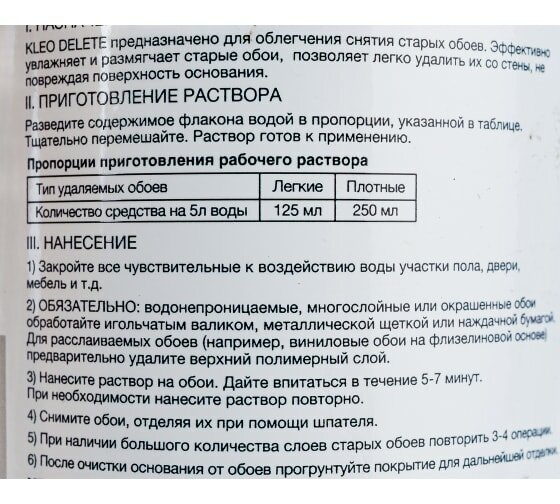 I. НАЗНАЧЕ
KLEO DELETE предназначено для облегчения снятия старых обоев. Эффективно
увлажняет и размягчает старые обои, позволяет легко удалить их со стены, не
повреждая поверхность основания.
II. ПРИГОТОВЛЕНИЕ РАСТВОРА
Разведите содержимое флакона водой в пропорции, указанной в таблице.
Тщательно перемешайте. Раствор готов к применению.
Пропорции приготовления рабочего раствора
Тип удаляемых обоев Легкие Плотные
Количество средства на 5л воды 125 мл 250 мл
III. НАНЕСЕНИЕ
1) Закройте все чувствительные к воздействию воды участки пола, двери,
мебель и т.д.
2) ОБЯЗАТЕЛЬНО: водонепроницаемые, многослойные или окрашенные обои
обработайте игольчатым валиком, металлической щеткой или наждачной бумагой.
Для расслаиваемых обоев (например, виниловые обои на флизелиновой основе)
предварительно удалите верхний полимерный слой.
3) Нанесите раствор на обои. Дайте впитаться в течение 5-7 минут.
При необходимости нанесите раствор повторно.
4) Снимите обои, отделяя их при помощи шпателя.
5) При наличии большого количества слоев старых обоев повторить 3-4 операции.
6) После очистки основания от обоев прогрунтуйте покрытие для дальнейшей отделки.